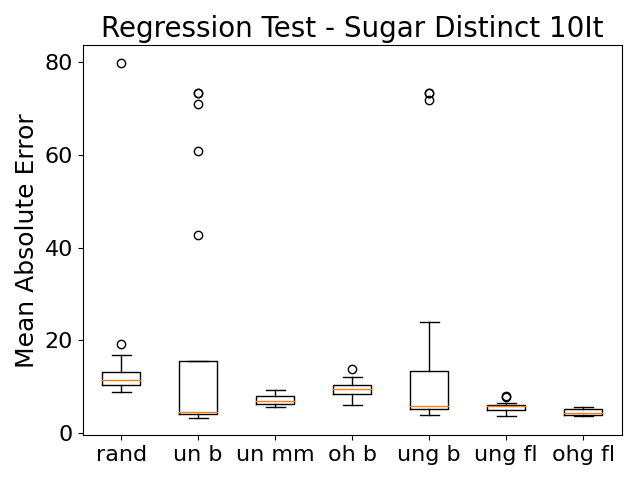 Regression Test - Sugar Distinct 10It
Mean Absolute Error
80
60
40
20
0
rand un b un mm oh b ung b ung fl ohg fl